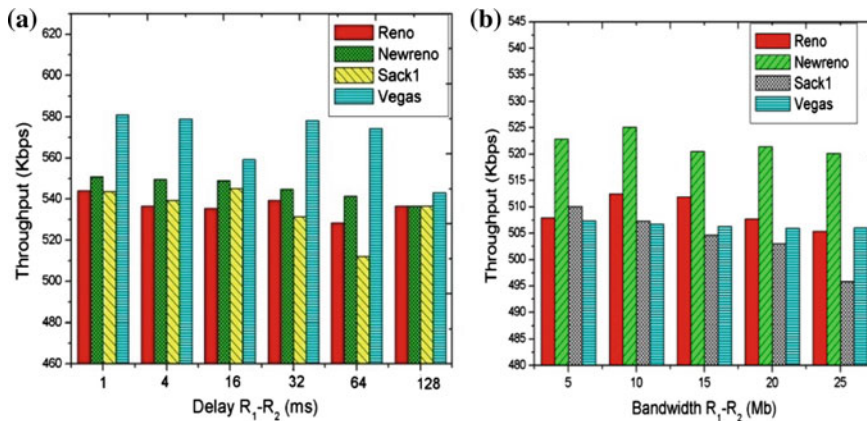 (a)
Throughput (Kbps)
620
600
580
560
540
520
500
480
460
Reno
Newreno
Sack1
Vegas
1 4 16 32 64 128
Delay R₁-R₂ (ms)
(b)
Throughput (Kbps)
545
540
535
530
525
520
515
510
505
500
495
490
485
480
Reno
Newreno
Sack1
Vegas
5 10 15 20 25
Bandwidth R₁-R₂ (Mb)